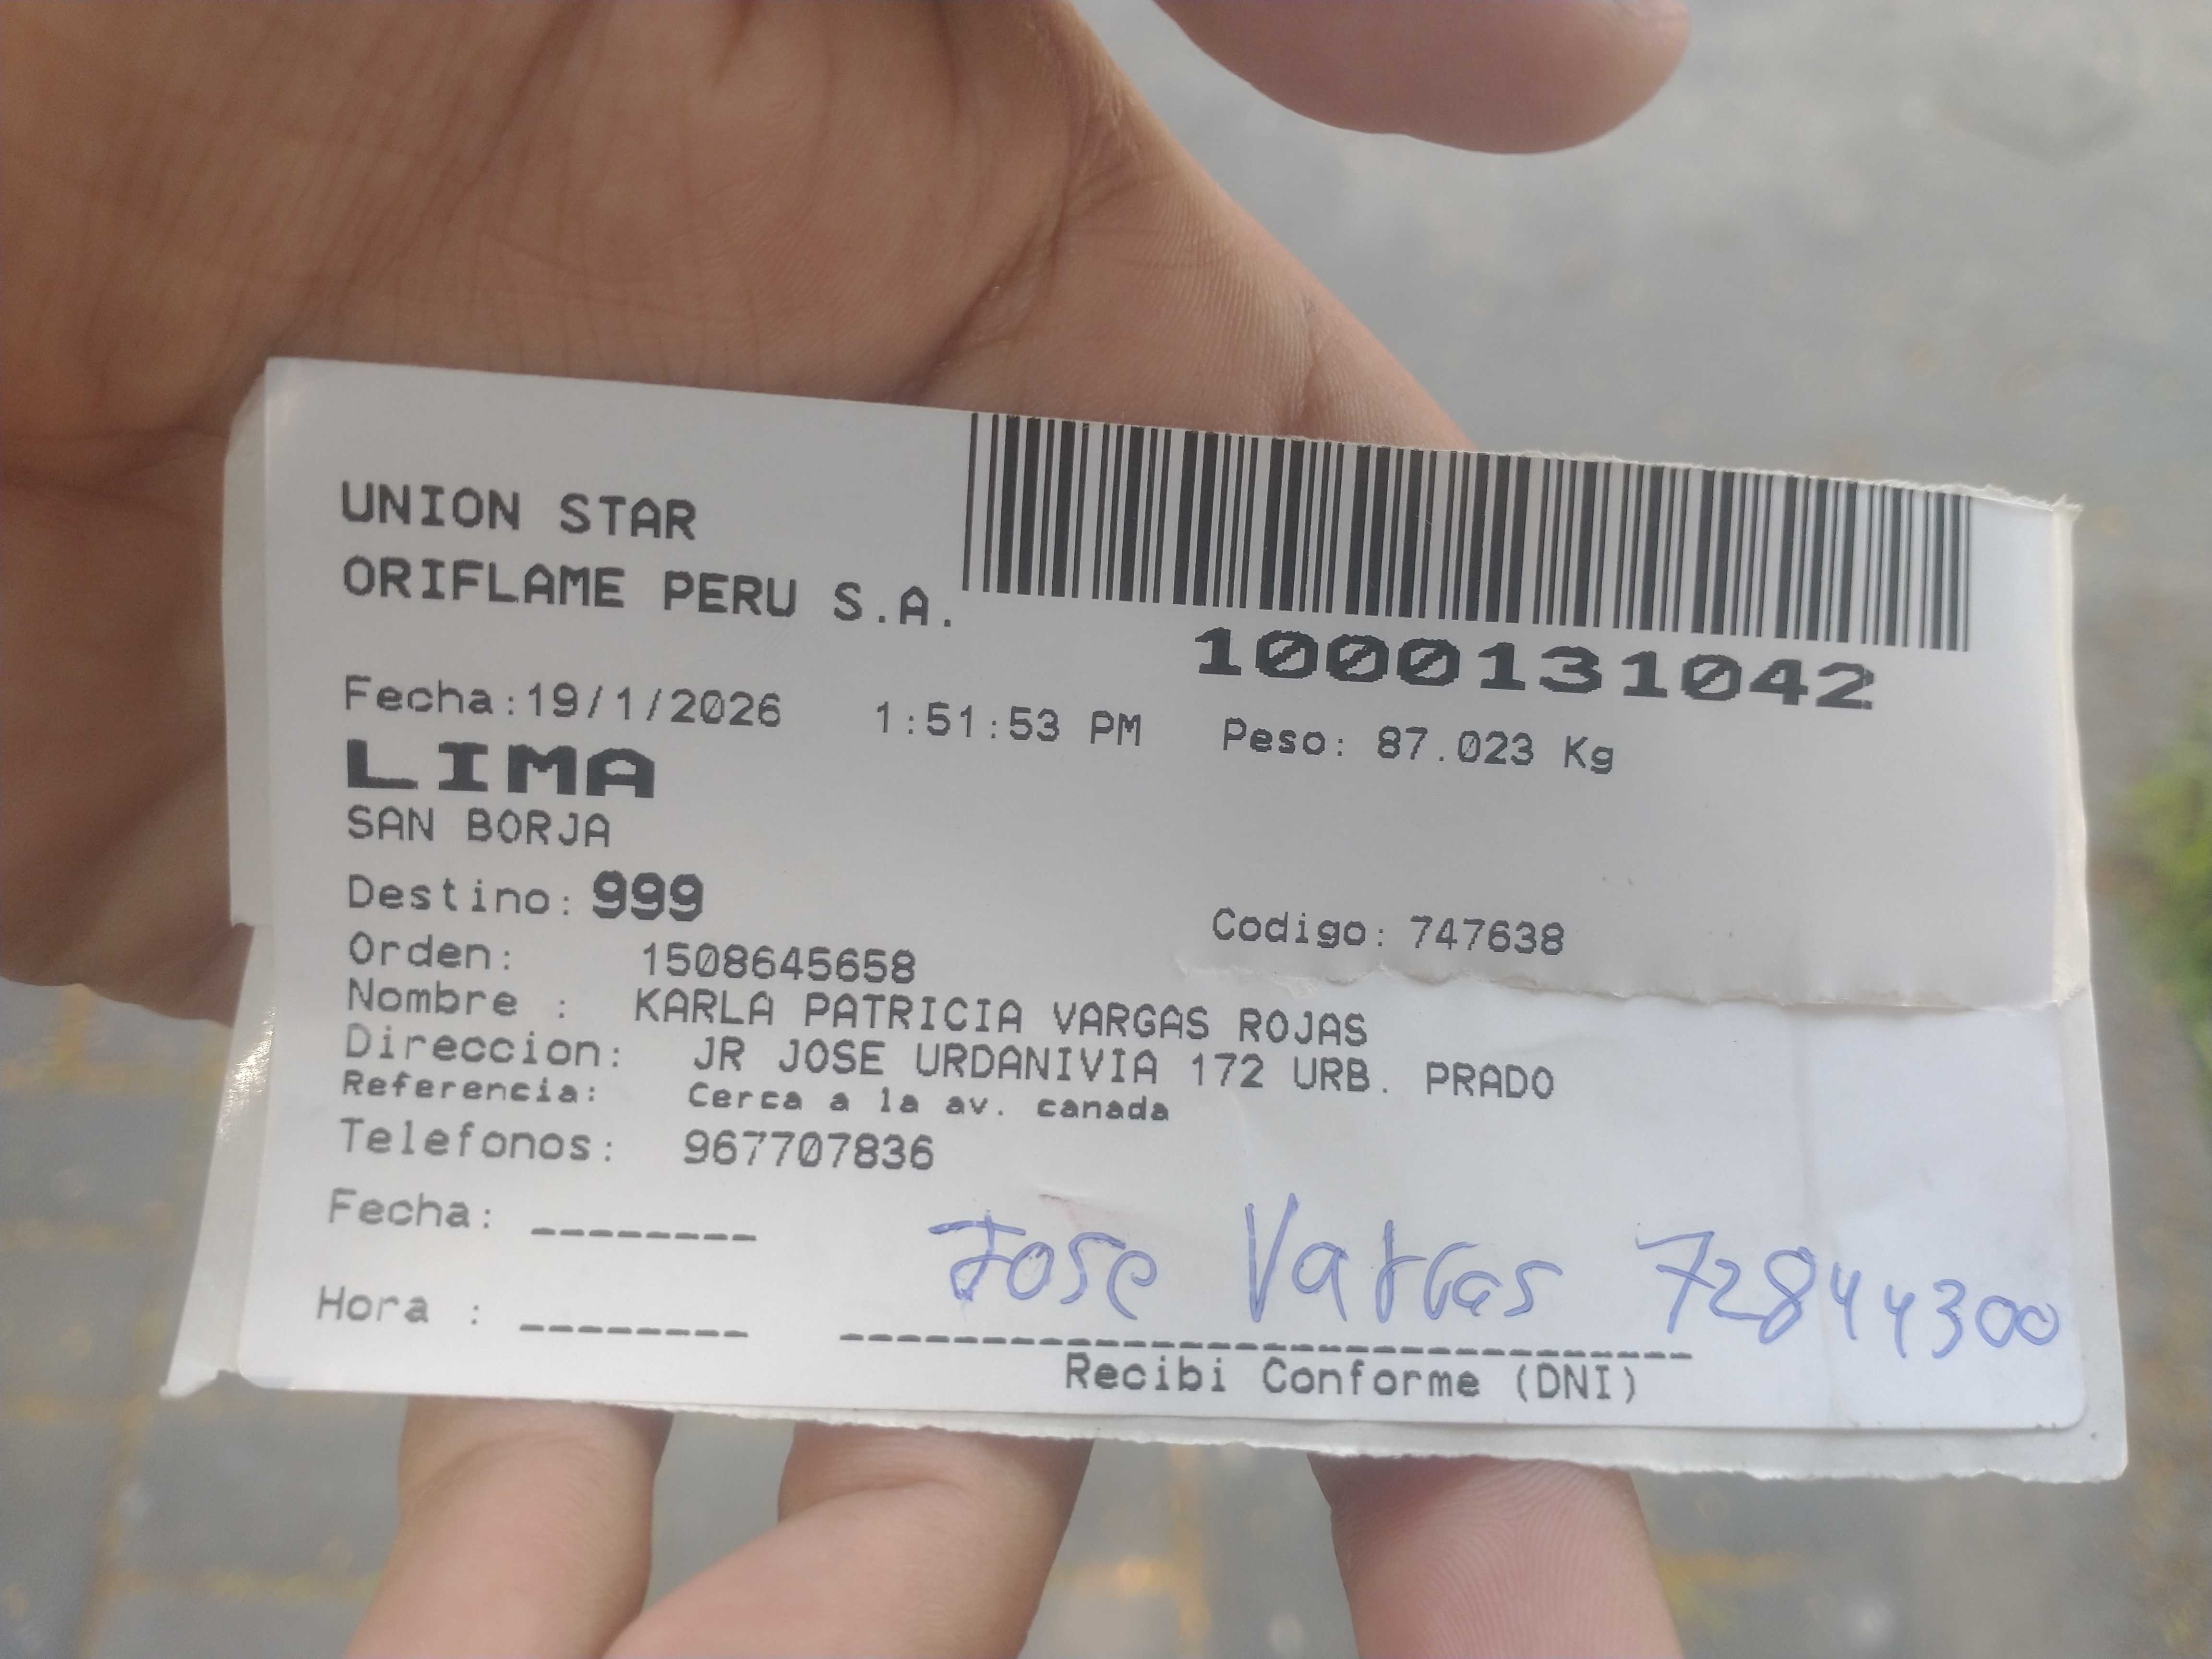 UNION STAR
ORIFLAME PERU S.A.
1000131042
Fecha:19/1/2026 1:51:53 PM Peso: 87.023 Kg
LIMA
SAN BORJA
Destino: 999
Codigo: 747638
Orden: 1508645658
Nombre : KARLA PATRICIA VARGAS ROJAS
Direccion: JR JOSE URDANIVIA 172 URB. PRADO
Referencia: Cerca a la av. canada
Telefonos: 967707836
Fecha: ________
Jose Vargas 72844300
Hora : ________
Recibi Conforme (DNI)